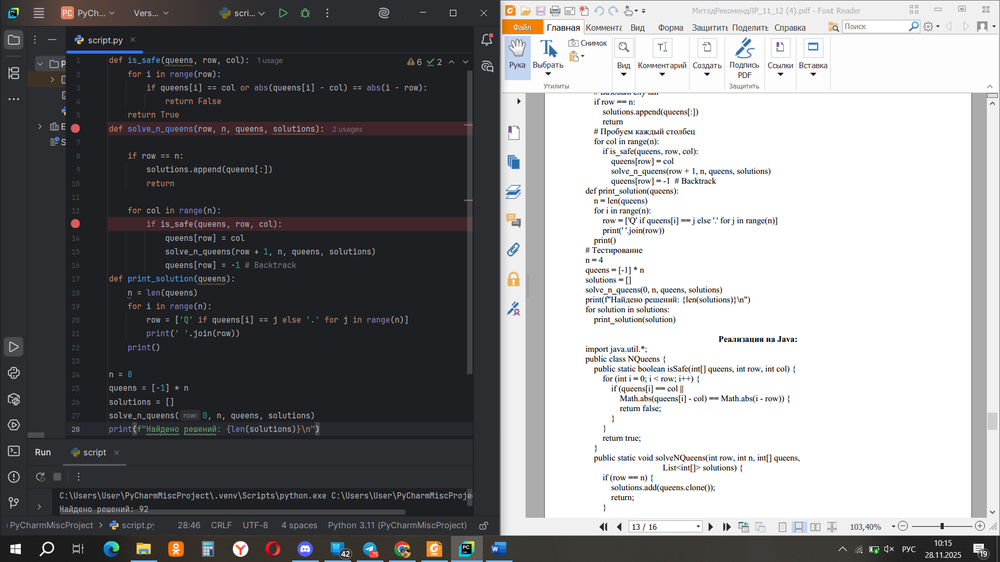 PC PyCh... Vers... scri...
script.py
P
E
S
6 2
1 def is_safe(queens, row, col): 1 usage
2 for i in range(row):
3 if queens[i] == col or abs(queens[i] - col) == abs(i - row):
4 return False
5 return True
def solve_n_queens(row, n, queens, solutions): 2 usages
7
8 if row == n:
9 solutions.append(queens[:])
10 return
11
12 for col in range(n):
if is_safe(queens, row, col):
14 queens[row] = col
15 solve_n_queens(row + 1, n, queens, solutions)
16 queens[row] = -1 # Backtrack
17 def print_solution(queens):
18 n = len(queens)
19 for i in range(n):
20 row = ['Q' if queens[i] == j else '.' for j in range(n)]
21 print(' '.join(row))
22 print()
23
24 n = 8
25 queens = [-1] * n
26 solutions = []
27 solve_n_queens( row: 0, n, queens, solutions)
28 print(f"Найдено решений: {len(solutions)}\n")
Run script
C:\Users\User\PyCharmMiscProject\.venv\Scripts\python.exe C:\Users\User\PyCharmMiscProje
Найдено решений: 92
PyCharmMiscProject > script.py 28:46 CRLF UTF-8 4 spaces Python 3.11 (PyCharmMiscProject)
МетодРекомендЛР_11_12 (4).pdf - Foxit Reader
Файл Главная Коммента Вид Форма Защитить Поделить Справка Поиск
Рука Выбрать Снимок Вид Комментарий Создать Подпись PDF Ссылки Вставка
Утилиты Защитить
# Базовый случай
if row == n:
solutions.append(queens[:])
return
# Пробуем каждый столбец
for col in range(n):
if is_safe(queens, row, col):
queens[row] = col
solve_n_queens(row + 1, n, queens, solutions)
queens[row] = -1 # Backtrack
def print_solution(queens):
n = len(queens)
for i in range(n):
row = ['Q' if queens[i] == j else '.' for j in range(n)]
print(' '.join(row))
print()
# Тестирование
n = 4
queens = [-1] * n
solutions = []
solve_n_queens(0, n, queens, solutions)
print(f"Найдено решений: {len(solutions)}\n")
for solution in solutions:
print_solution(solution)
Реализация на Java:
import java.util.*;
public class NQueens {
public static boolean isSafe(int[] queens, int row, int col) {
for (int i = 0; i < row; i++) {
if (queens[i] == col ||
Math.abs(queens[i] - col) == Math.abs(i - row)) {
return false;
}
}
return true;
}
public static void solveNQueens(int row, int n, int[] queens,
List<int[]> solutions) {
if (row == n) {
solutions.add(queens.clone());
return;
}
13 / 16 103,40%
42 75 РУС 10:15
28.11.2025 19